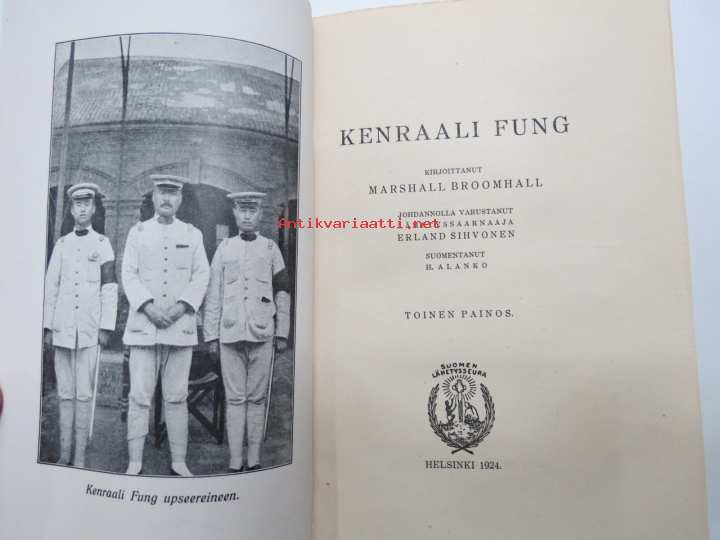 Kenraali Fung upseereineen.
Antikvariaatti.net
KENRAALI FUNG
KIRJOITTANUT
MARSHALL BROOMHALL
JOHDANNOLLA VARUSTANUT
ERLAND SIHVONEN
SUOMENTANUT
H. ALANKO
TOINEN PAINOS.
SUOMEN
LÄHETYSSEURA
HELSINKI 1924.